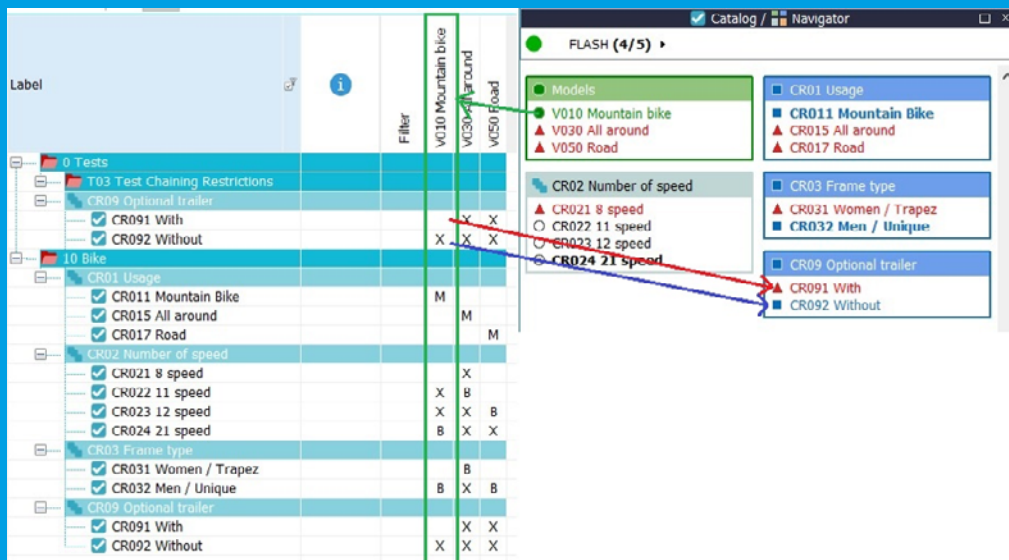 Label
Filter
V010 Mountain bike
V030 All around
V050 Road
0 Tests
T03 Test Chaining Restrictions
CR09 Optional trailer
CR091 With X X
CR092 Without X X X
10 Bike
CR01 Usage
CR011 Mountain Bike M
CR015 All around M
CR017 Road M
CR02 Number of speed
CR021 8 speed X
CR022 11 speed X B
CR023 12 speed X X B
CR024 21 speed B X X
CR03 Frame type
CR031 Women / Trapez B
CR032 Men / Unique B X B
CR09 Optional trailer
CR091 With X X
CR092 Without X X X
Catalog / Navigator
FLASH (4/5)
Models
V010 Mountain bike
V030 All around
V050 Road
CR01 Usage
CR011 Mountain Bike
CR015 All around
CR017 Road
CR02 Number of speed
CR021 8 speed
CR022 11 speed
CR023 12 speed
CR024 21 speed
CR03 Frame type
CR031 Women / Trapez
CR032 Men / Unique
CR09 Optional trailer
CR091 With
CR092 Without